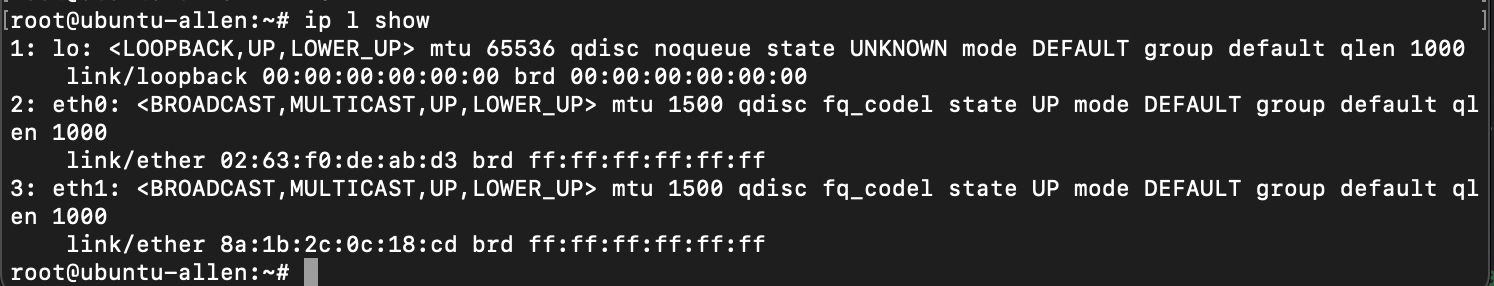 [root@ubuntu-allen:~# ip l show ]
1: lo: <LOOPBACK,UP,LOWER_UP> mtu 65536 qdisc noqueue state UNKNOWN mode DEFAULT group default qlen 1000
    link/loopback 00:00:00:00:00:00 brd 00:00:00:00:00:00
2: eth0: <BROADCAST,MULTICAST,UP,LOWER_UP> mtu 1500 qdisc fq_codel state UP mode DEFAULT group default ql
en 1000
    link/ether 02:63:f0:de:ab:d3 brd ff:ff:ff:ff:ff:ff
3: eth1: <BROADCAST,MULTICAST,UP,LOWER_UP> mtu 1500 qdisc fq_codel state UP mode DEFAULT group default ql
en 1000
    link/ether 8a:1b:2c:0c:18:cd brd ff:ff:ff:ff:ff:ff
root@ubuntu-allen:~#